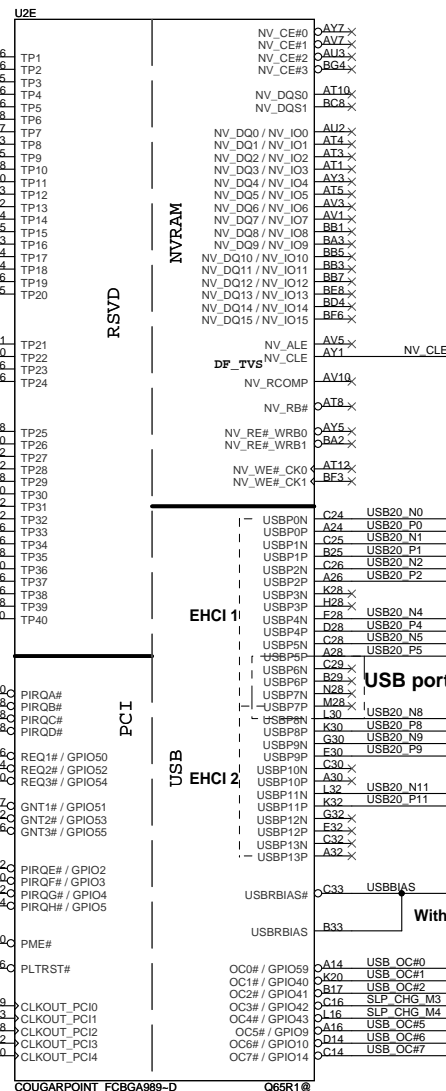 U2E
TP1
TP2
TP3
TP4
TP5
TP6
TP7
TP8
TP9
TP10
TP11
TP12
TP13
TP14
TP15
TP16
TP17
TP18
TP19
TP20
TP21
TP22
TP23
TP24
TP25
TP26
TP27
TP28
TP29
TP30
TP31
TP32
TP33
TP34
TP35
TP36
TP37
TP38
TP39
TP40
RSVD
PIRQA#
PIRQB#
PIRQC#
PIRQD#
REQ1# / GPIO50
REQ2# / GPIO52
REQ3# / GPIO54
GNT1# / GPIO51
GNT2# / GPIO53
GNT3# / GPIO55
PIRQE# / GPIO2
PIRQF# / GPIO3
PIRQG# / GPIO4
PIRQH# / GPIO5
PME#
PLTRST#
CLKOUT_PCI0
CLKOUT_PCI1
CLKOUT_PCI2
CLKOUT_PCI3
CLKOUT_PCI4
PCI
NVRAM
NV_CE#0 AY7
NV_CE#1 AV7
NV_CE#2 AU3
NV_CE#3 BG4
NV_DQS0 AT10
NV_DQS1 BC8
NV_DQ0 / NV_IO0 AU2
NV_DQ1 / NV_IO1 AT4
NV_DQ2 / NV_IO2 AT3
NV_DQ3 / NV_IO3 AT1
NV_DQ4 / NV_IO4 AY3
NV_DQ5 / NV_IO5 AT5
NV_DQ6 / NV_IO6 AV3
NV_DQ7 / NV_IO7 AV1
NV_DQ8 / NV_IO8 BB1
NV_DQ9 / NV_IO9 BA3
NV_DQ10 / NV_IO10 BB5
NV_DQ11 / NV_IO11 BB3
NV_DQ12 / NV_IO12 BB7
NV_DQ13 / NV_IO13 BE8
NV_DQ14 / NV_IO14 BD4
NV_DQ15 / NV_IO15 BF6
NV_ALE AV5
DF_TVS NV_CLE AY1 NV_CLE
NV_RCOMP AV10
NV_RB# AT8
NV_RE#_WRB0 AY5
NV_RE#_WRB1 BA2
NV_WE#_CK0 AT12
NV_WE#_CK1 BF3
USB
EHCI 1
EHCI 2
USBP0N C24 USB20_N0
USBP0P A24 USB20_P0
USBP1N C25 USB20_N1
USBP1P B25 USB20_P1
USBP2N C26 USB20_N2
USBP2P A26 USB20_P2
USBP3N K28
USBP3P H28
USBP4N E28 USB20_N4
USBP4P D28 USB20_P4
USBP5N C28 USB20_N5
USBP5P A28 USB20_P5
USBP6N C29
USBP6P B29
USBP7N N28
USBP7P M28
USBP8N L30 USB20_N8
USBP8P K30 USB20_P8
USBP9N G30 USB20_N9
USBP9P E30 USB20_P9
USBP10N C30
USBP10P A30
USBP11N L32 USB20_N11
USBP11P K32 USB20_P11
USBP12N G32
USBP12P E32
USBP13N C32
USBP13P A32
USB port
USBRBIAS# C33 USBBIAS
With
USBRBIAS B33
OC0# / GPIO59 A14 USB_OC#0
OC1# / GPIO40 K20 USB_OC#1
OC2# / GPIO41 B17 USB_OC#2
OC3# / GPIO42 C16 SLP_CHG_M3
OC4# / GPIO43 L16 SLP_CHG_M4
OC5# / GPIO9 A16 USB_OC#5
OC6# / GPIO10 D14 USB_OC#6
OC7# / GPIO14 C14 USB_OC#7
COUGARPOINT_FCBGA989~D Q65R1@